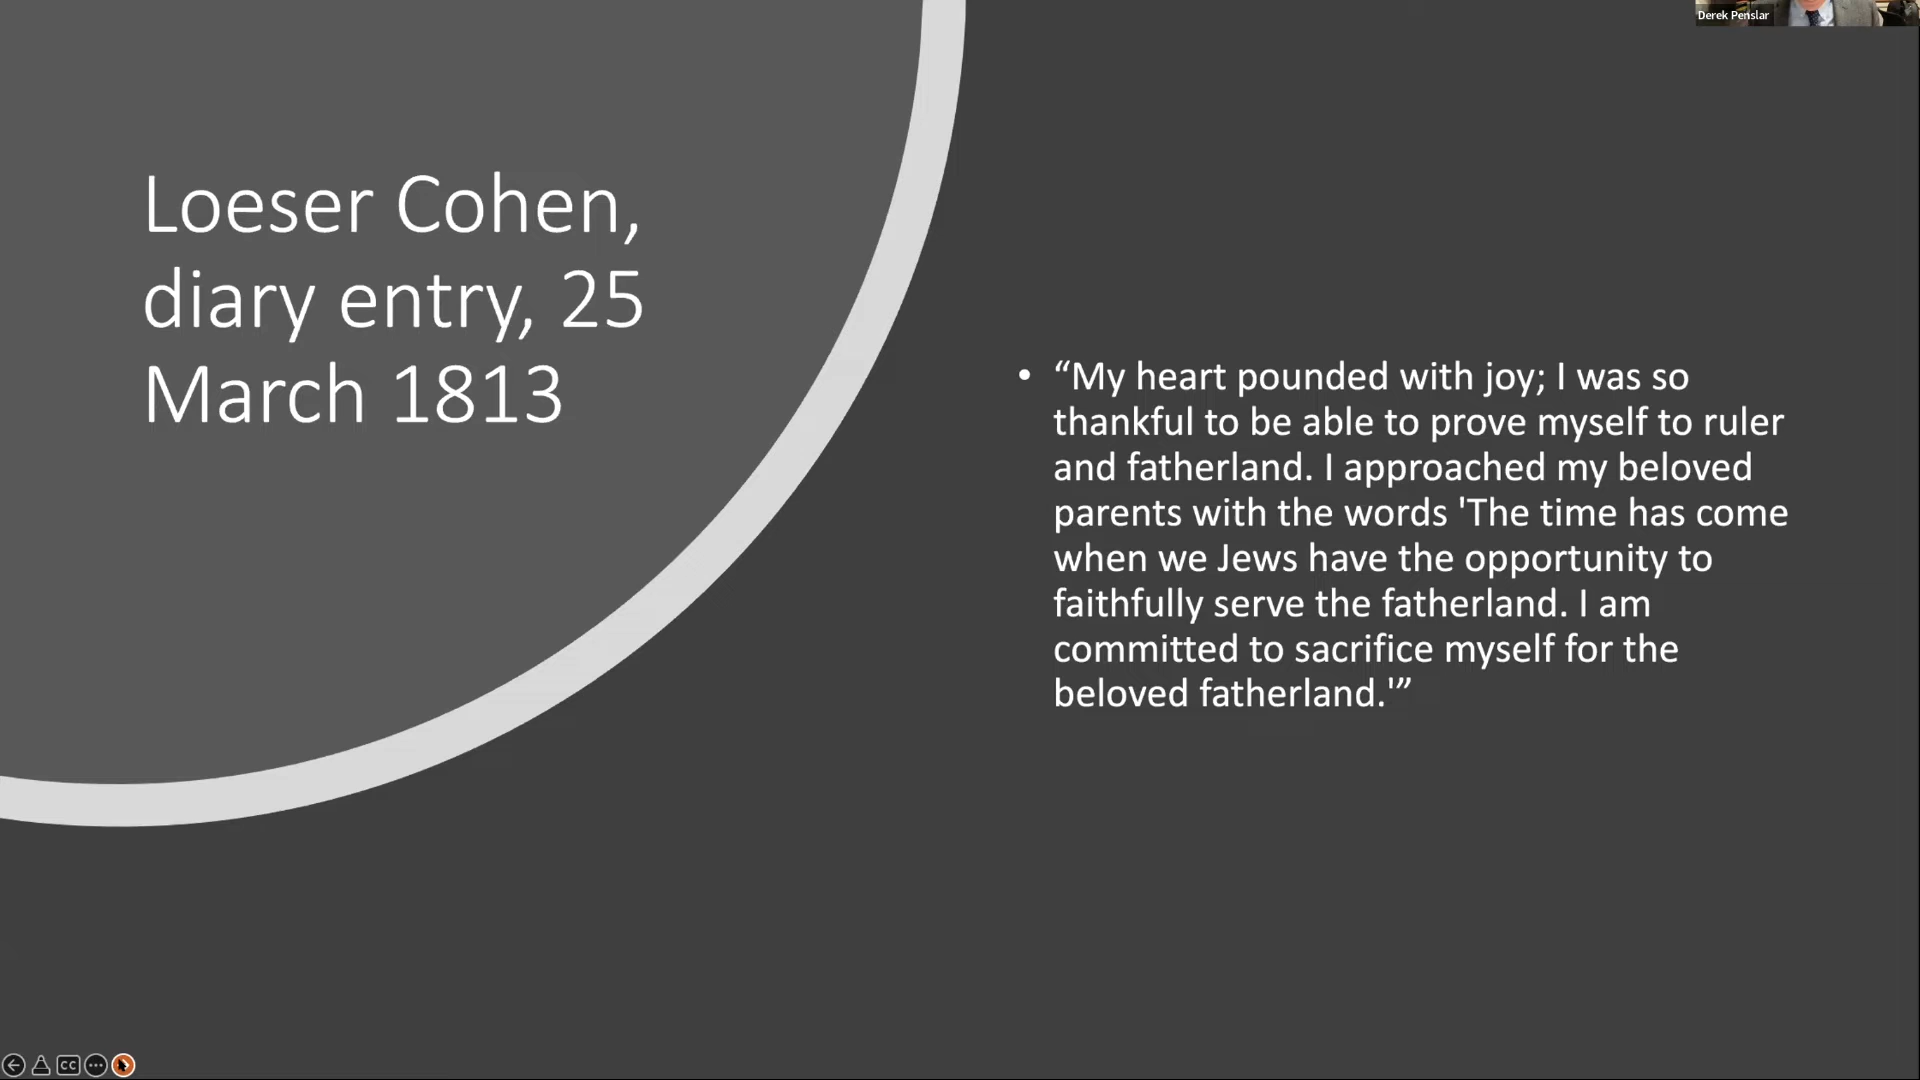 Derek Penslar
Loeser Cohen,
diary entry, 25
March 1813
• “My heart pounded with joy; I was so
thankful to be able to prove myself to ruler
and fatherland. I approached my beloved
parents with the words 'The time has come
when we Jews have the opportunity to
faithfully serve the fatherland. I am
committed to sacrifice myself for the
beloved fatherland.'”
CC